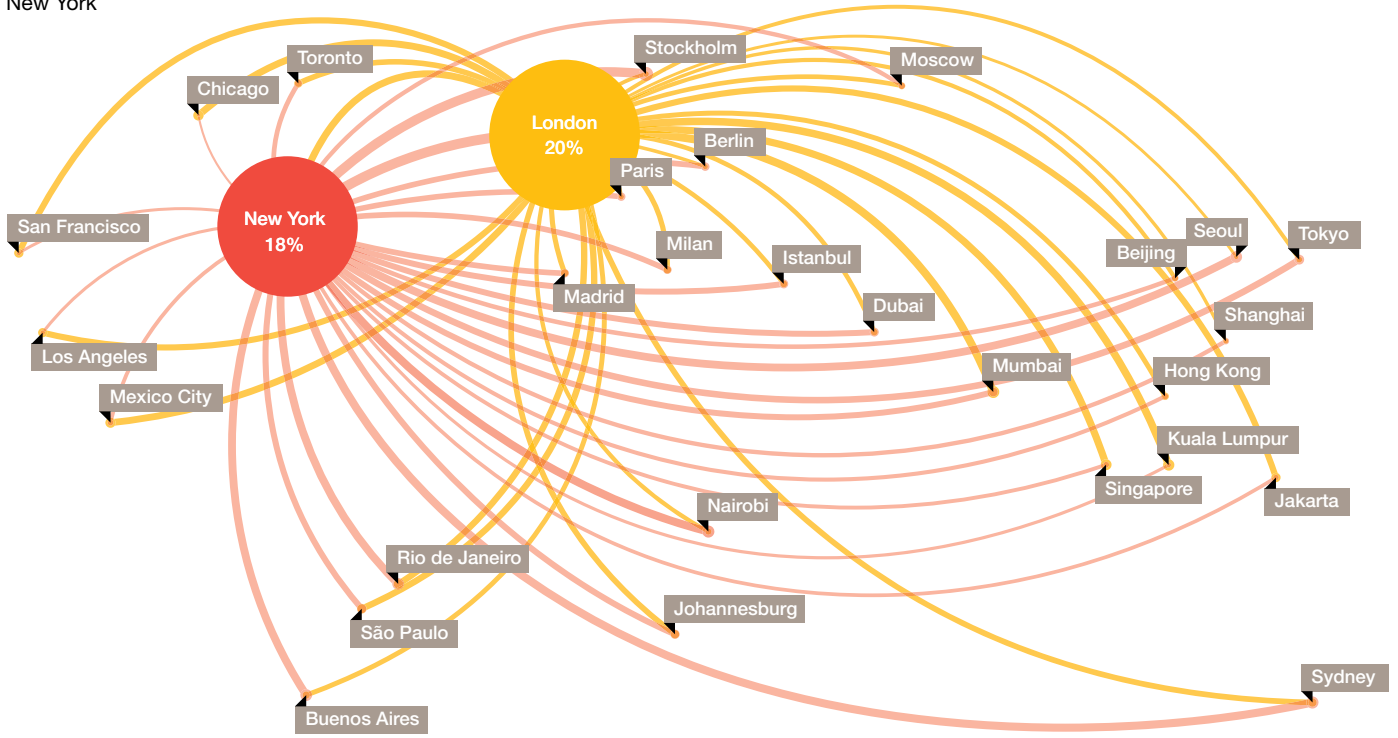 New York
Stockholm
Toronto
Moscow
Chicago
London
20%
Berlin
Paris
New York
18%
San Francisco
Milan
Istanbul
Seoul
Tokyo
Beijing
Madrid
Dubai
Shanghai
Los Angeles
Mumbai
Hong Kong
Mexico City
Kuala Lumpur
Singapore
Jakarta
Nairobi
Rio de Janeiro
Johannesburg
São Paulo
Sydney
Buenos Aires